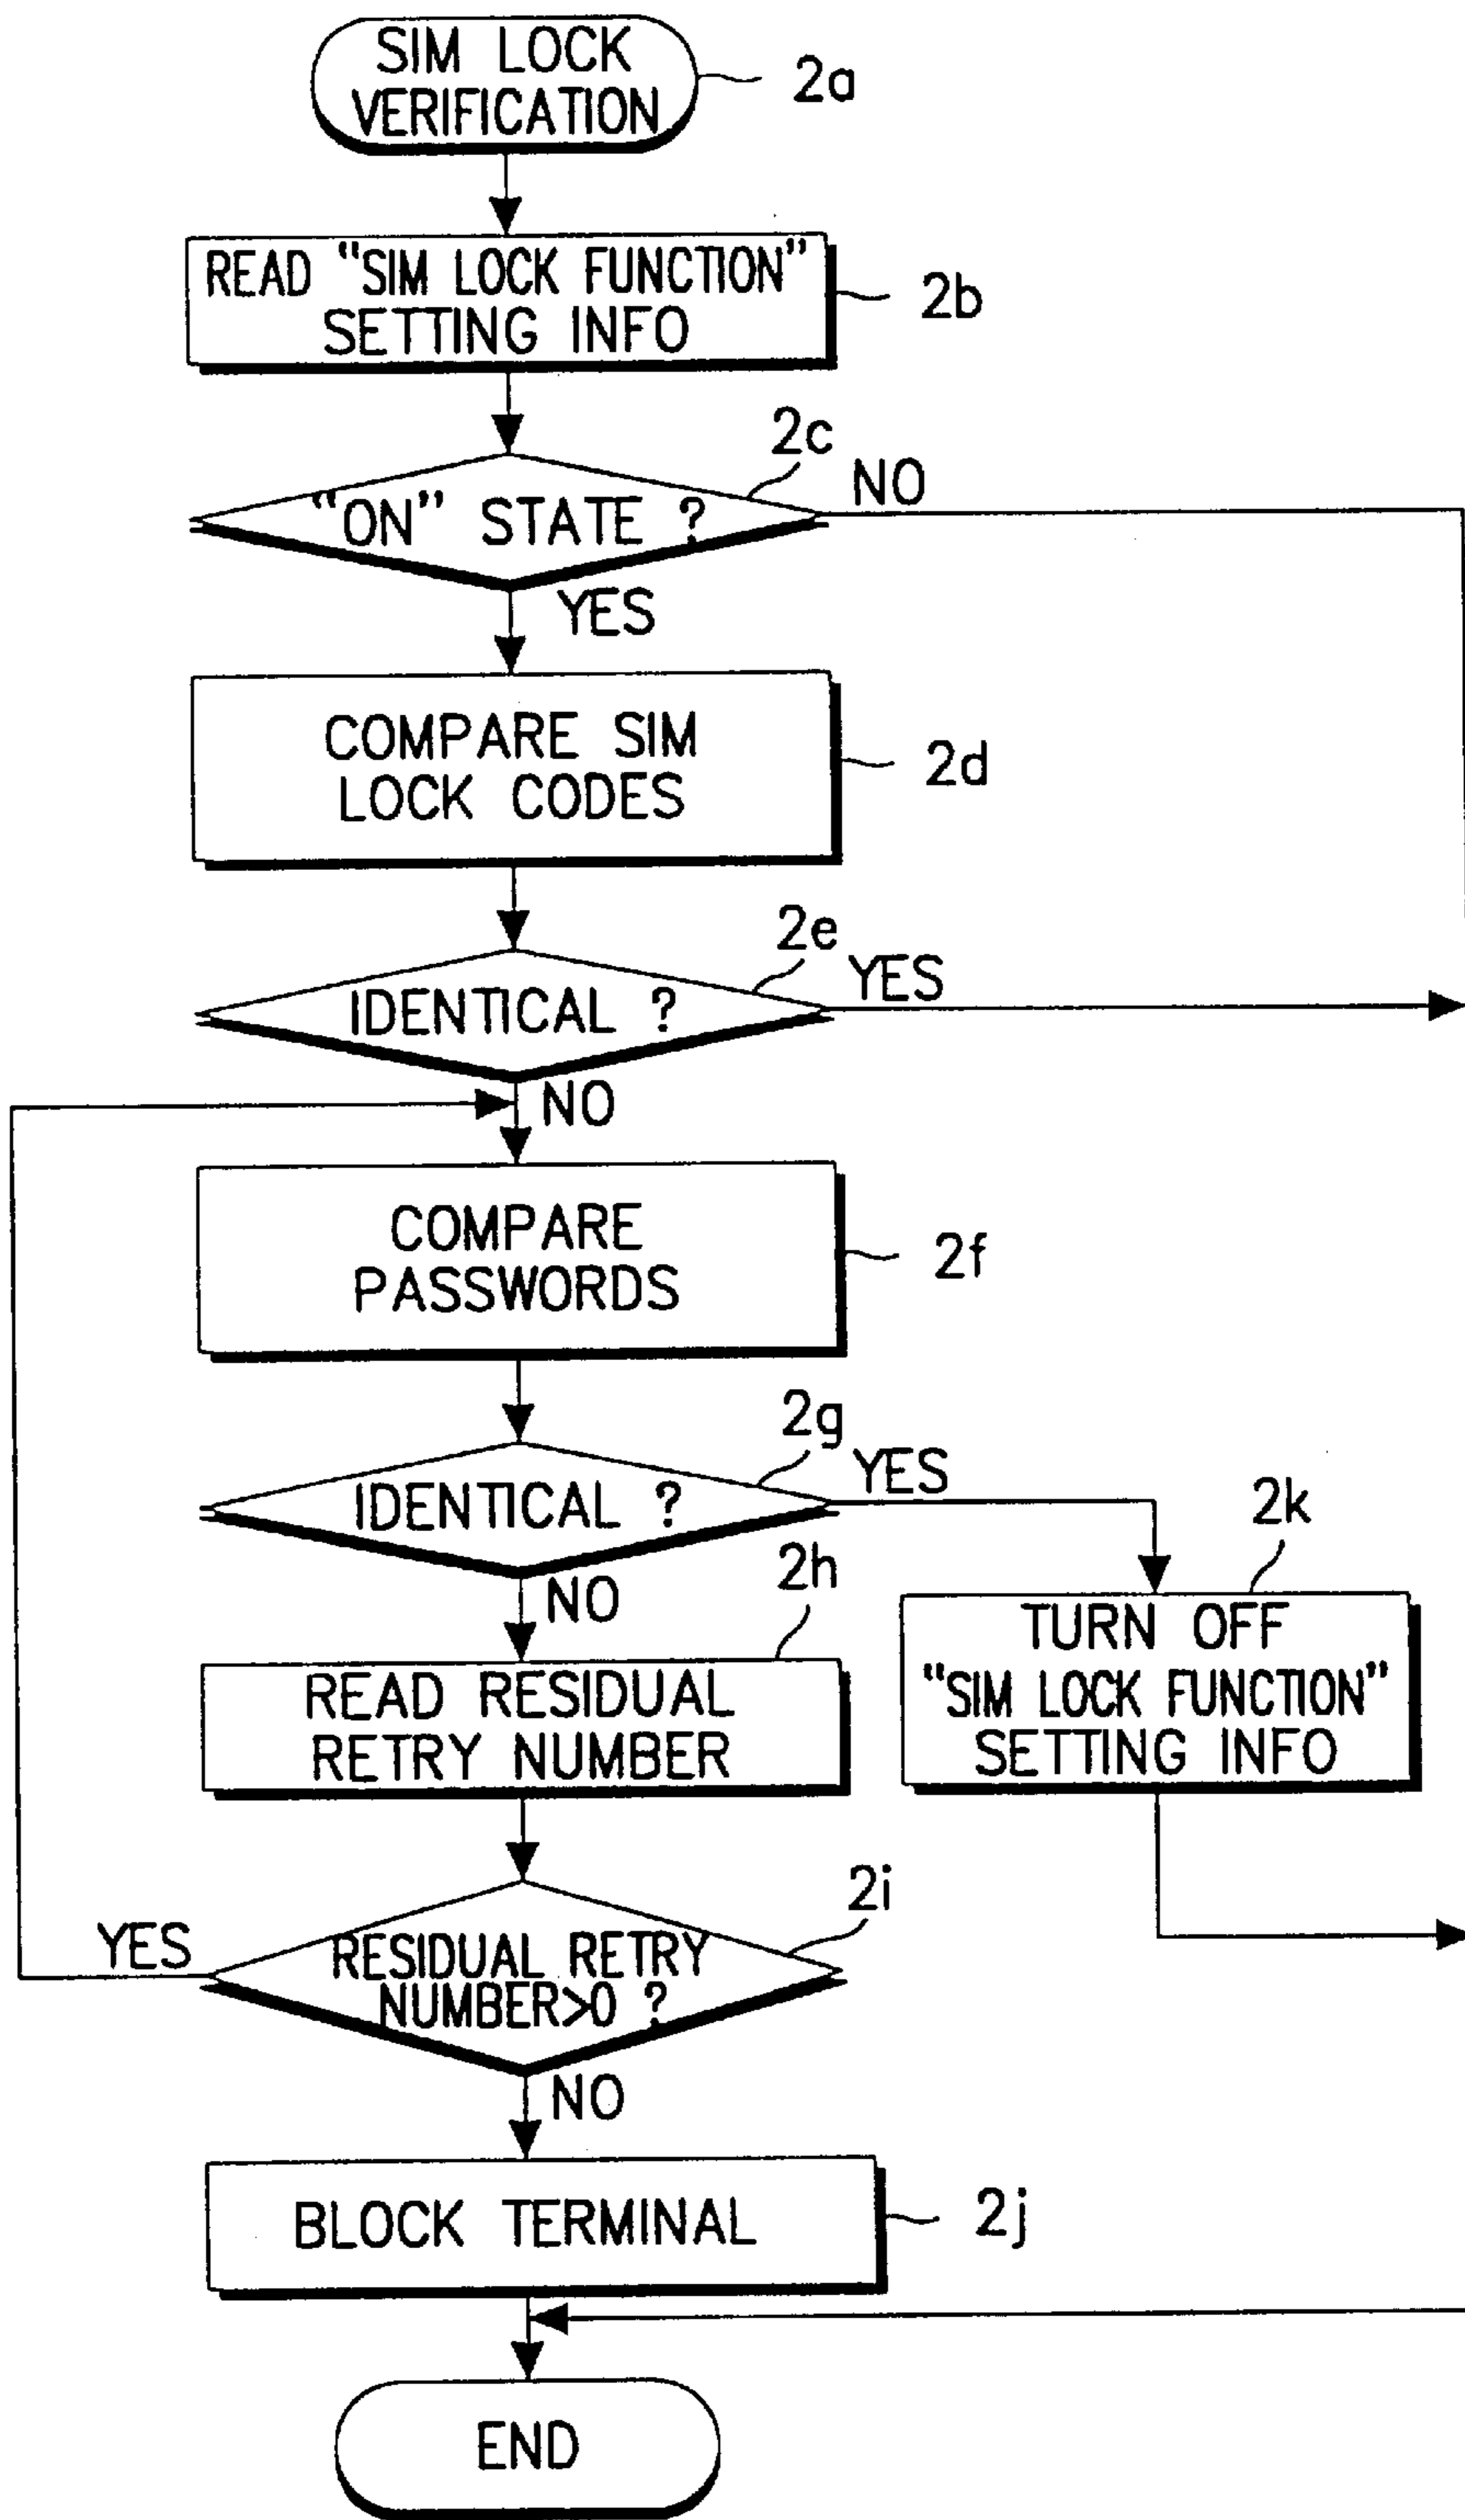 SIM LOCK
VERIFICATION
2a
READ "SIM LOCK FUNCTION"
SETTING INFO
2b
2c
"ON" STATE ?
NO
YES
COMPARE SIM
LOCK CODES
2d
2e
IDENTICAL ?
YES
NO
COMPARE
PASSWORDS
2f
2g
IDENTICAL ?
YES
NO
2h
2k
READ RESIDUAL
RETRY NUMBER
TURN OFF
"SIM LOCK FUNCTION"
SETTING INFO
2i
YES
RESIDUAL RETRY
NUMBER>0 ?
NO
BLOCK TERMINAL
2j
END